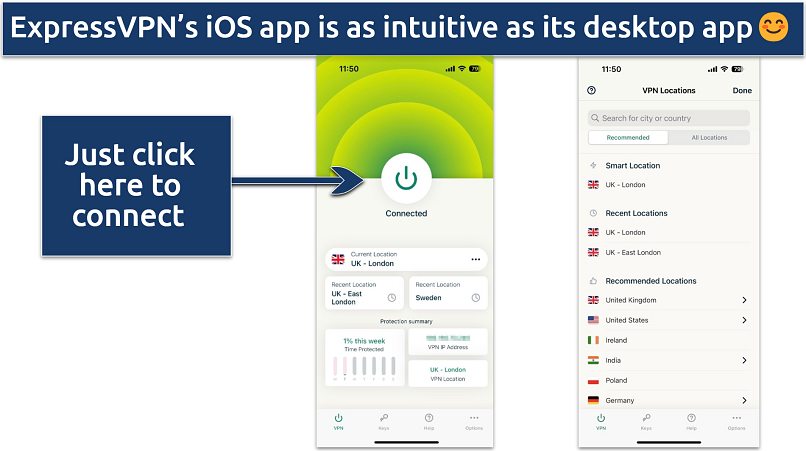 ExpressVPN's iOS app is as intuitive as its desktop app 😊
Just click
here to
connect
11:50
79
Connected
Current Location
UK - London
Recent Location
UK - East
London
Recent Location
Sweden
Protection summary
1% this week
Time Protected
VPN IP Address
UK - London
VPN Location
VPN
Keys
Help
Options
11:50
79
VPN Locations
Done
Search for city or country
Recommended
All Locations
Smart Location
UK - London
Recent Locations
UK - London
UK - East London
Recommended Locations
United Kingdom
United States
Ireland
India
Poland
Germany
VPN
Keys
Help
Options